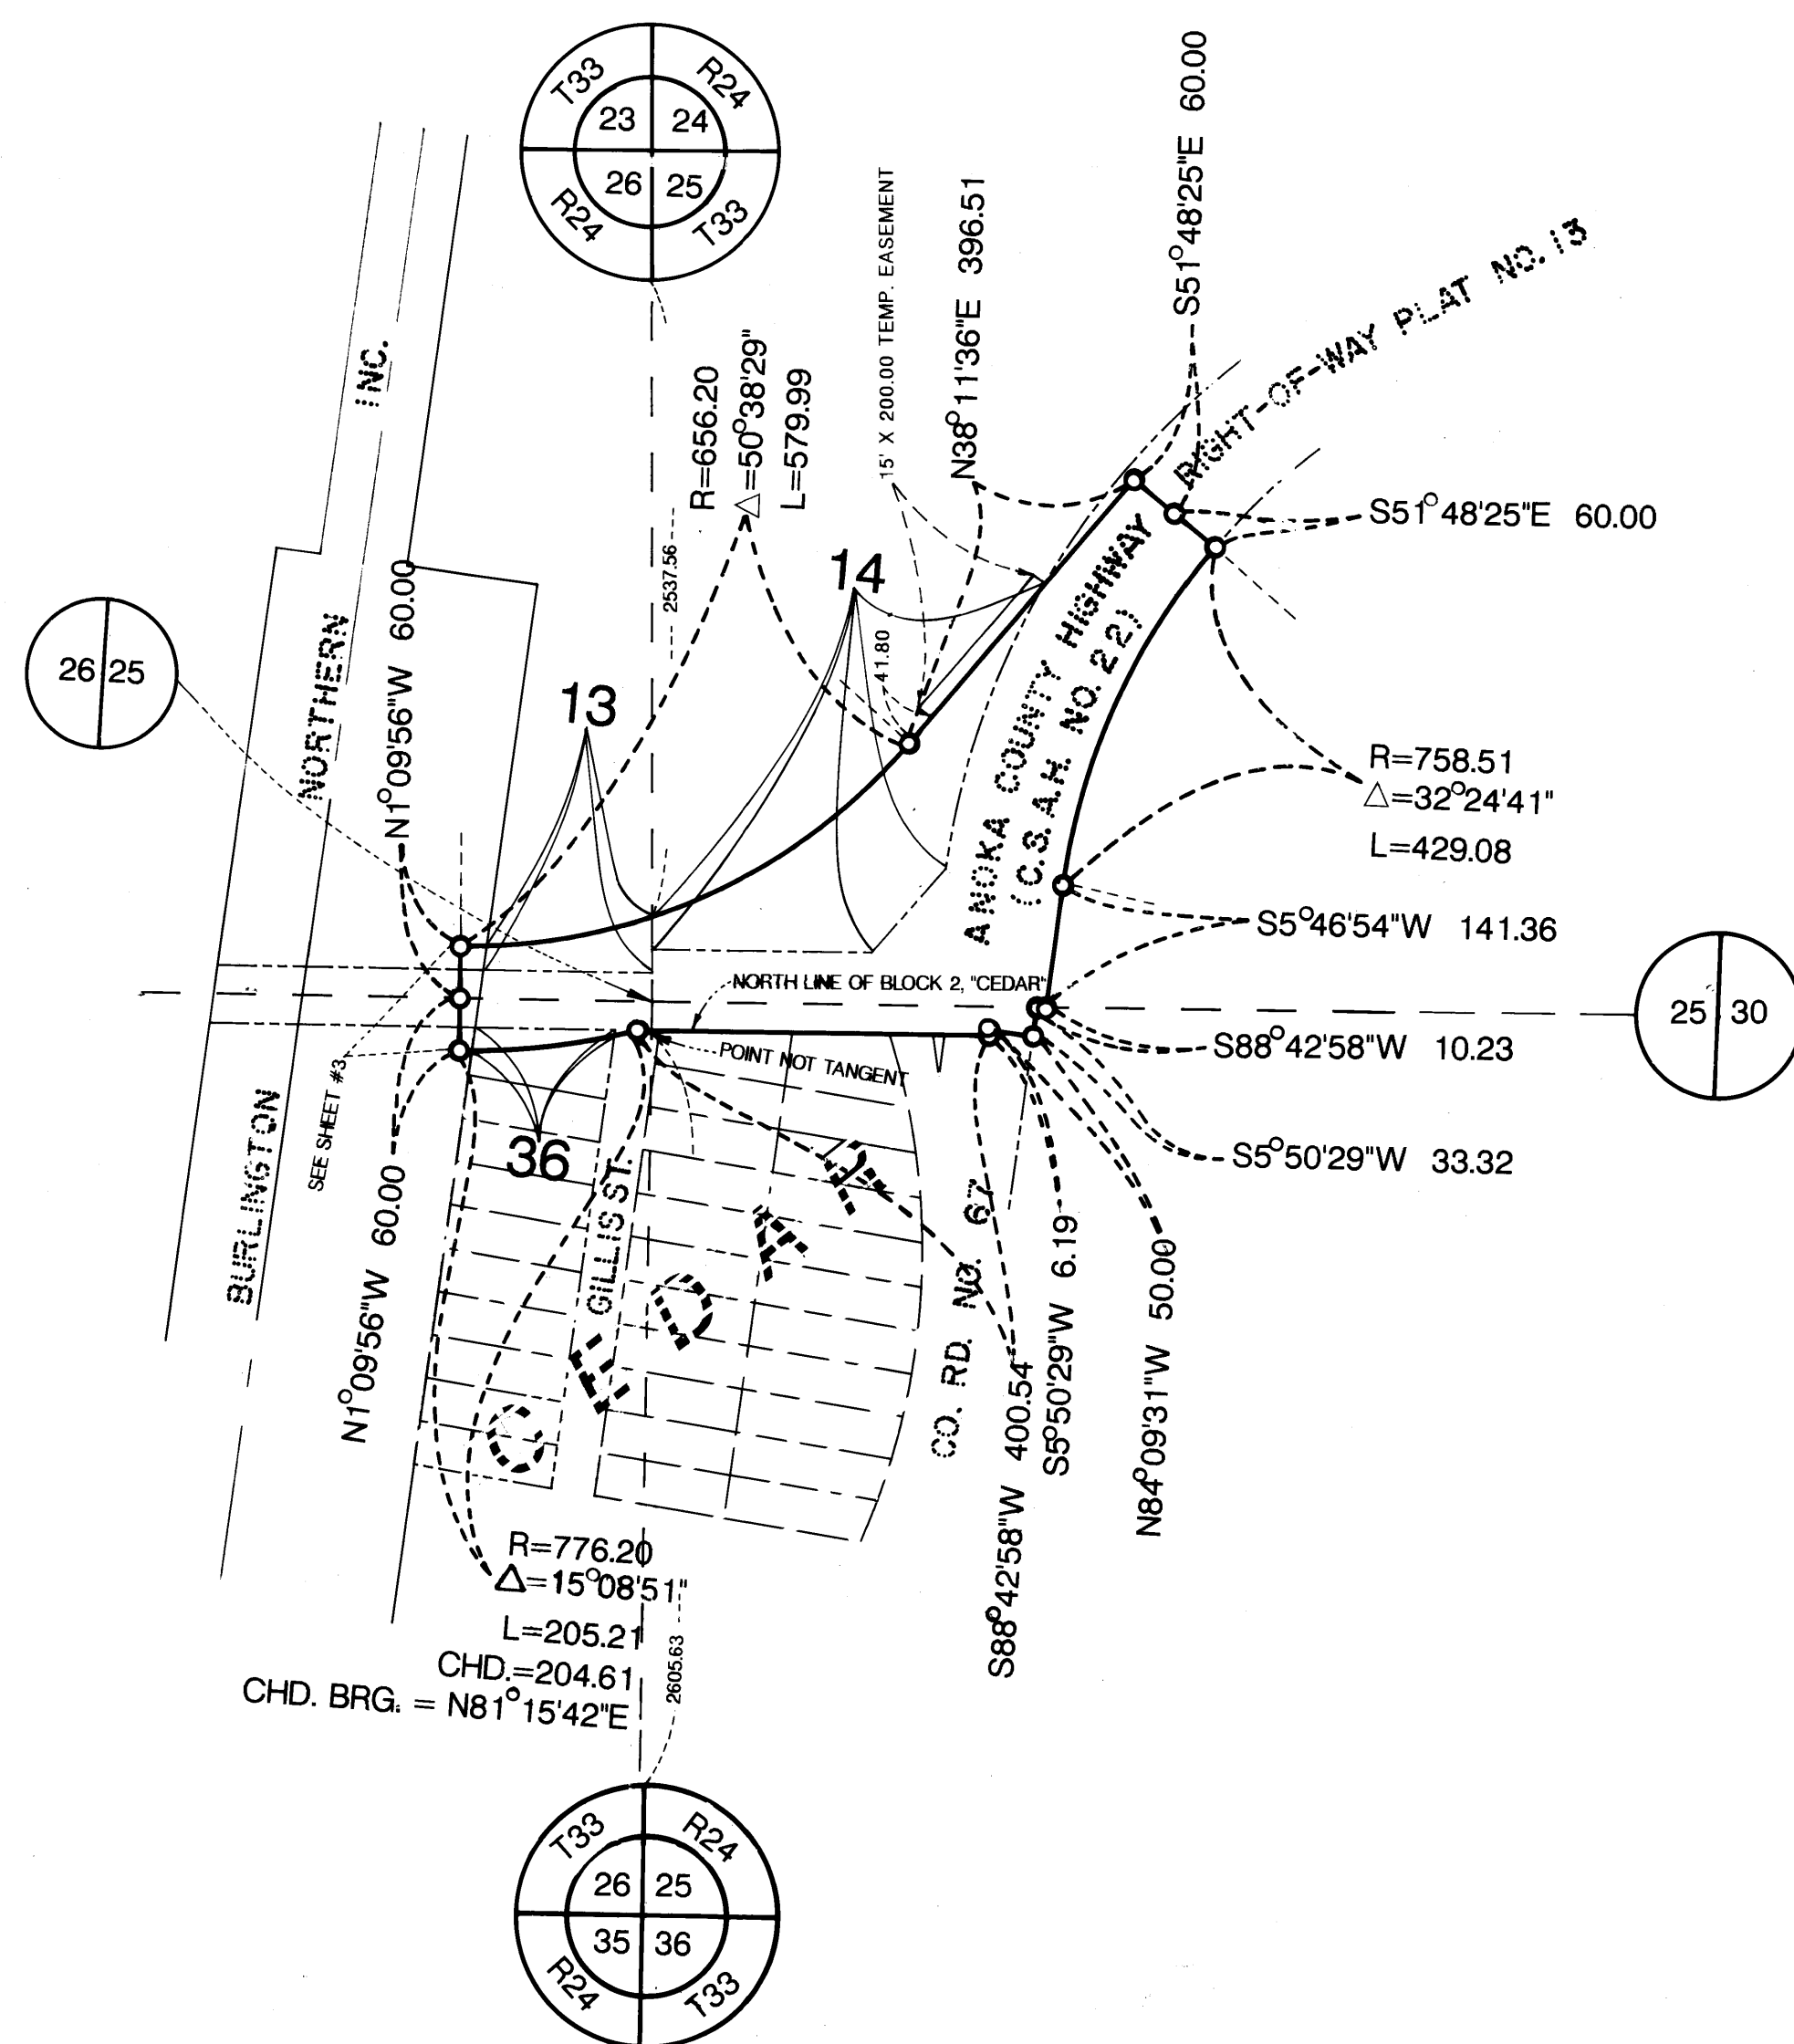 T33
R24
23
24
26
25
R24
T33
S51°48'25"E 60.00
RIGHT-OF-WAY PLAT NO. 13
15' X 200.00 TEMP. EASEMENT
N38°11'36"E 396.51
R=656.20
△=50°38'29"
L=579.99
INC.
NORTHERN
BURLINGTON
S51°48'25"E 60.00
2537.56
14
41.80
13
26
25
N1°09'56"W 60.00
ANOKA COUNTY HIGHWAY
(C.S.A.H. NO. 22)
R=758.51
△=32°24'41"
L=429.08
S5°46'54"W 141.36
NORTH LINE OF BLOCK 2, "CEDAR"
25
30
S88°42'58"W 10.23
POINT NOT TANGENT
SEE SHEET #3
36
S5°50'29"W 33.32
N1°09'56"W 60.00
GILLIS ST.
CEDAR
CO. RD. NO. 67
S88°42'58"W 400.54
S5°50'29"W 6.19
N84°09'31"W 50.00
R=776.20
△=15°08'51"
L=205.21
CHD.=204.61
CHD. BRG. = N81°15'42"E
2605.63
T33
R24
26
25
35
36
R24
T33